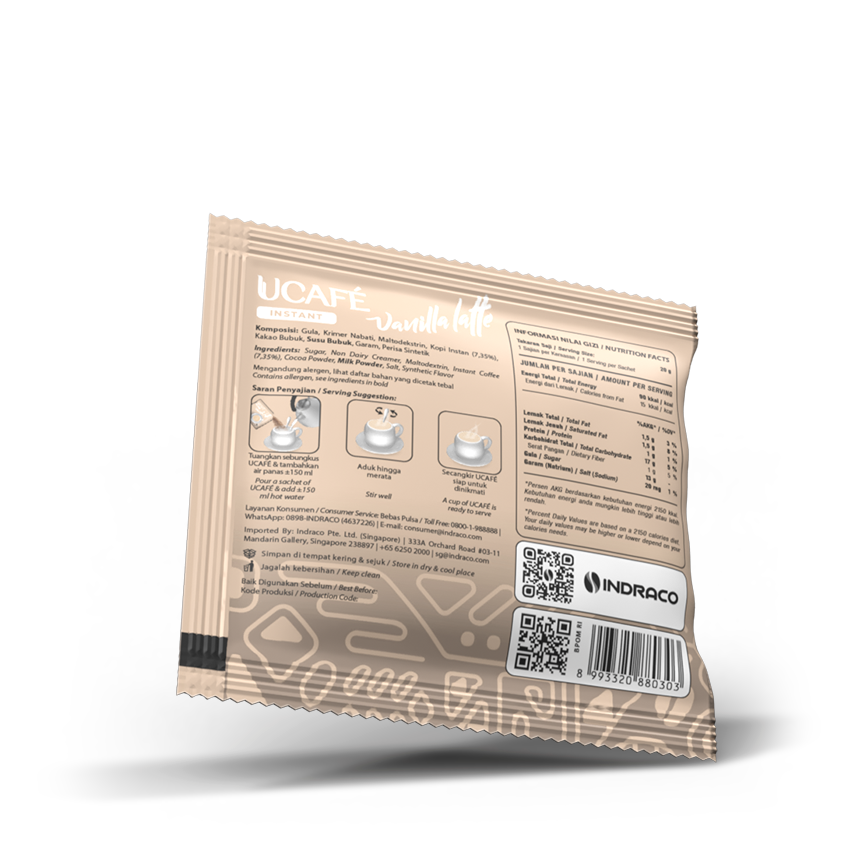 UCAFÉ
INSTANT
Vanilla latté
Komposisi: Gula, Krimer Nabati, Maltodekstrin, Kopi Instan (7,35%),
Kakao Bubuk, Susu Bubuk, Garam, Perisa Sintetik
Ingredients: Sugar, Non Dairy Creamer, Maltodextrin, Instant Coffee
(7,35%), Cocoa Powder, Milk Powder, Salt, Synthetic Flavor
Mengandung alergen, lihat daftar bahan yang dicetak tebal
Contains allergen, see ingredients in bold
Saran Penyajian / Serving Suggestion:
Tuangkan sebungkus
UCAFÉ & tambahkan
air panas ±150 ml
Pour a sachet of
UCAFÉ & add ±150
ml hot water
Aduk hingga
merata
Stir well
Secangkir UCAFÉ
siap untuk
dinikmati
A cup of UCAFÉ is
ready to serve
Layanan Konsumen / Consumer Service: Bebas Pulsa / Toll Free: 0800-1-988888 |
WhatsApp: 0898-INDRACO (4637226) | E-mail: consumer@indraco.com
Imported By: Indraco Pte. Ltd. (Singapore) | 333A Orchard Road #03-11
Mandarin Gallery, Singapore 238897 | +65 6250 2000 | sg@indraco.com
Simpan di tempat kering & sejuk / Store in dry & cool place
Jagalah kebersihan / Keep clean
Baik Digunakan Sebelum / Best Before:
Kode Produksi / Production Code:
INFORMASI NILAI GIZI / NUTRITION FACTS
Takaran Saji / Serving Size: 20 g
1 Sajian per Kemasan / 1 Serving per Sachet
JUMLAH PER SAJIAN / AMOUNT PER SERVING
Energi Total / Total Energy 90 kkal / kcal
Energi dari Lemak / Calories from Fat 15 kkal / kcal
%AKG* / %DV*
Lemak Total / Total Fat 1,5 g 2 %
Lemak Jenuh / Saturated Fat 1,5 g
Protein / Protein
Karbohidrat Total / Total Carbohydrate 17 g
Serat Pangan / Dietary Fiber 1 g
Gula / Sugar 13 g
Garam (Natrium) / Salt (Sodium) 20 mg 1 %
*Persen AKG berdasarkan kebutuhan energi 2150 kkal.
Kebutuhan energi anda mungkin lebih tinggi atau lebih
rendah.
*Percent Daily Values are based on a 2150 calories diet.
Your daily values may be higher or lower depend on your
calories needs.
INDRACO
BPOM RI
8 993320 880303